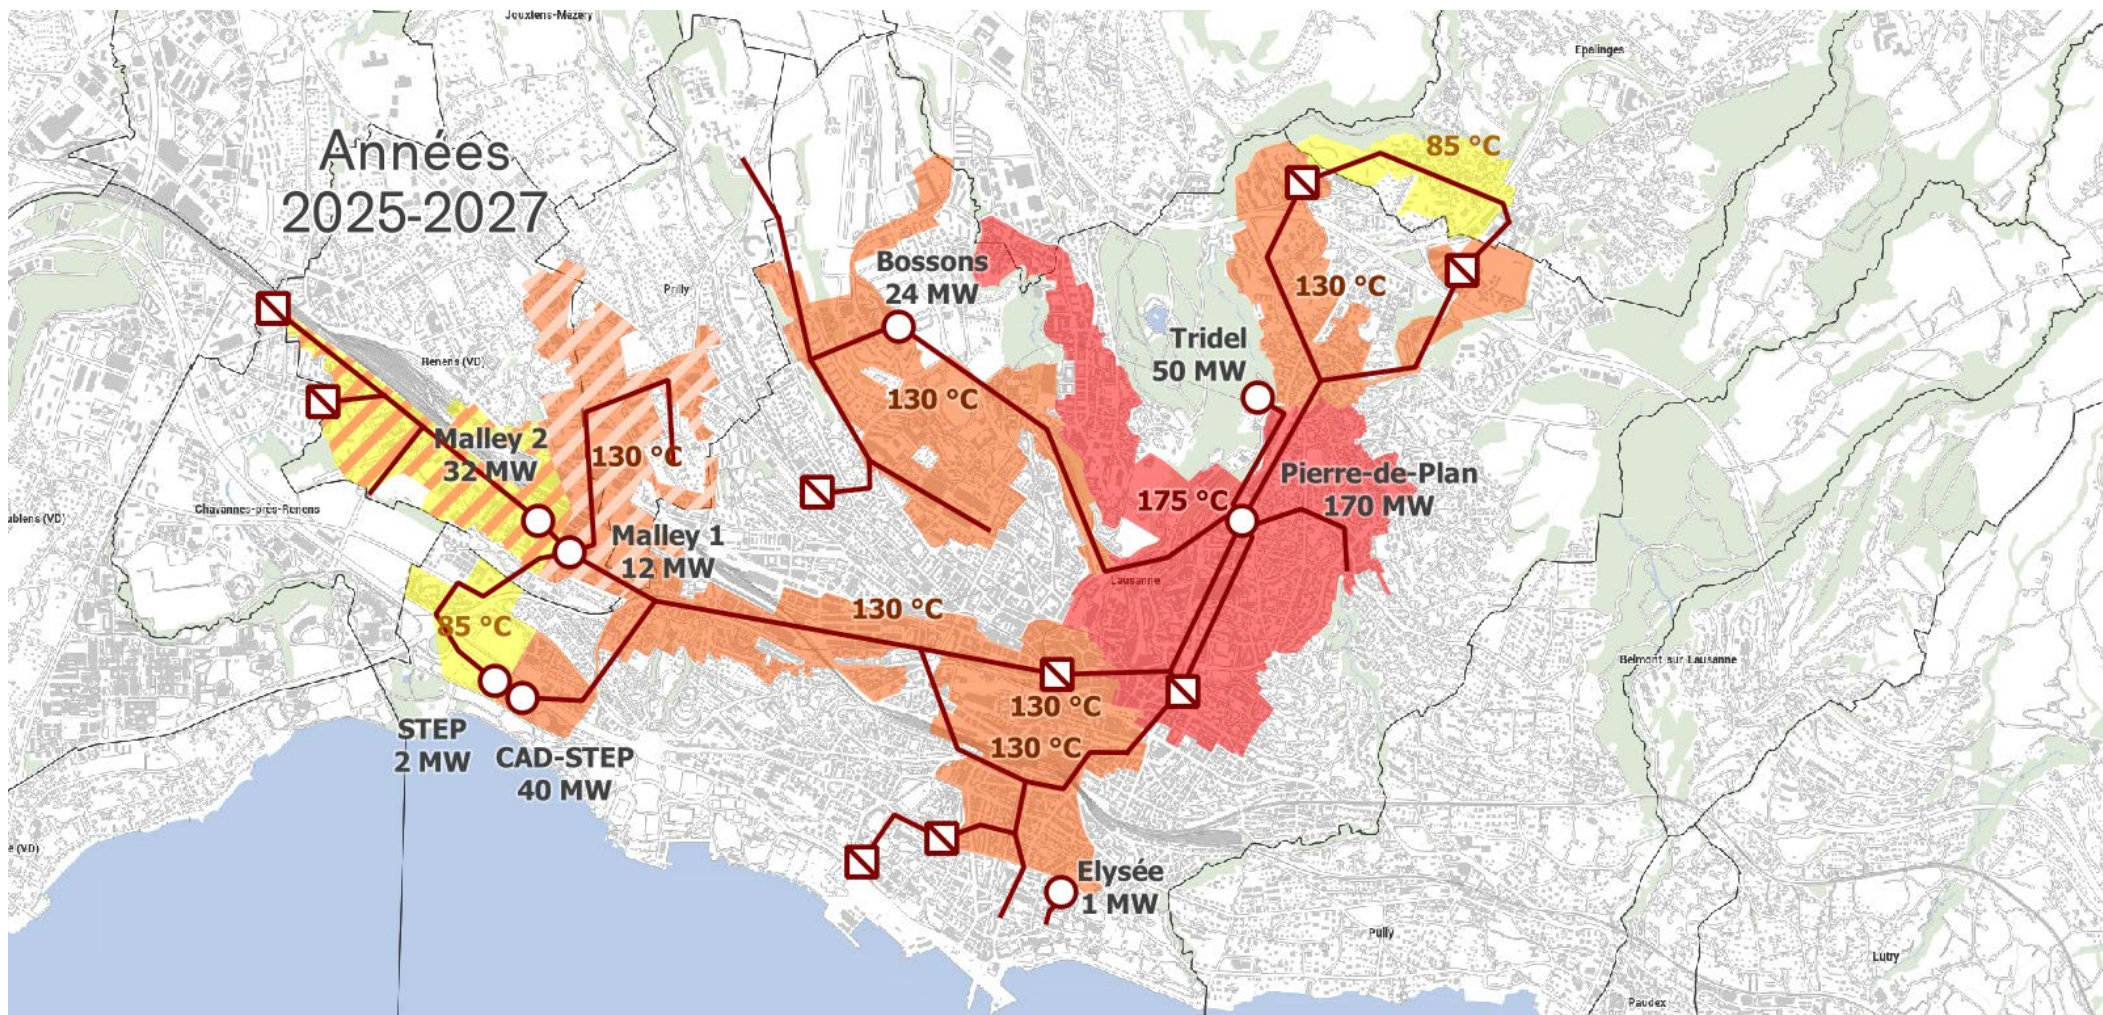 Jouxtens-Mézery
Epalinges
Années
2025-2027
85 °C
Bossons
24 MW
130 °C
Prilly
Tridel
50 MW
Renens (VD)
130 °C
Malley 2
32 MW
130 °C
Pierre-de-Plan
170 MW
175 °C
Chavannes-près-Renens
ublens (VD)
Malley 1
12 MW
Lausanne
130 °C
85 °C
Belmont-sur-Lausanne
130 °C
130 °C
STEP
2 MW
CAD-STEP
40 MW
e (VD)
Elysée
1 MW
Pully
Lutry
Paudex